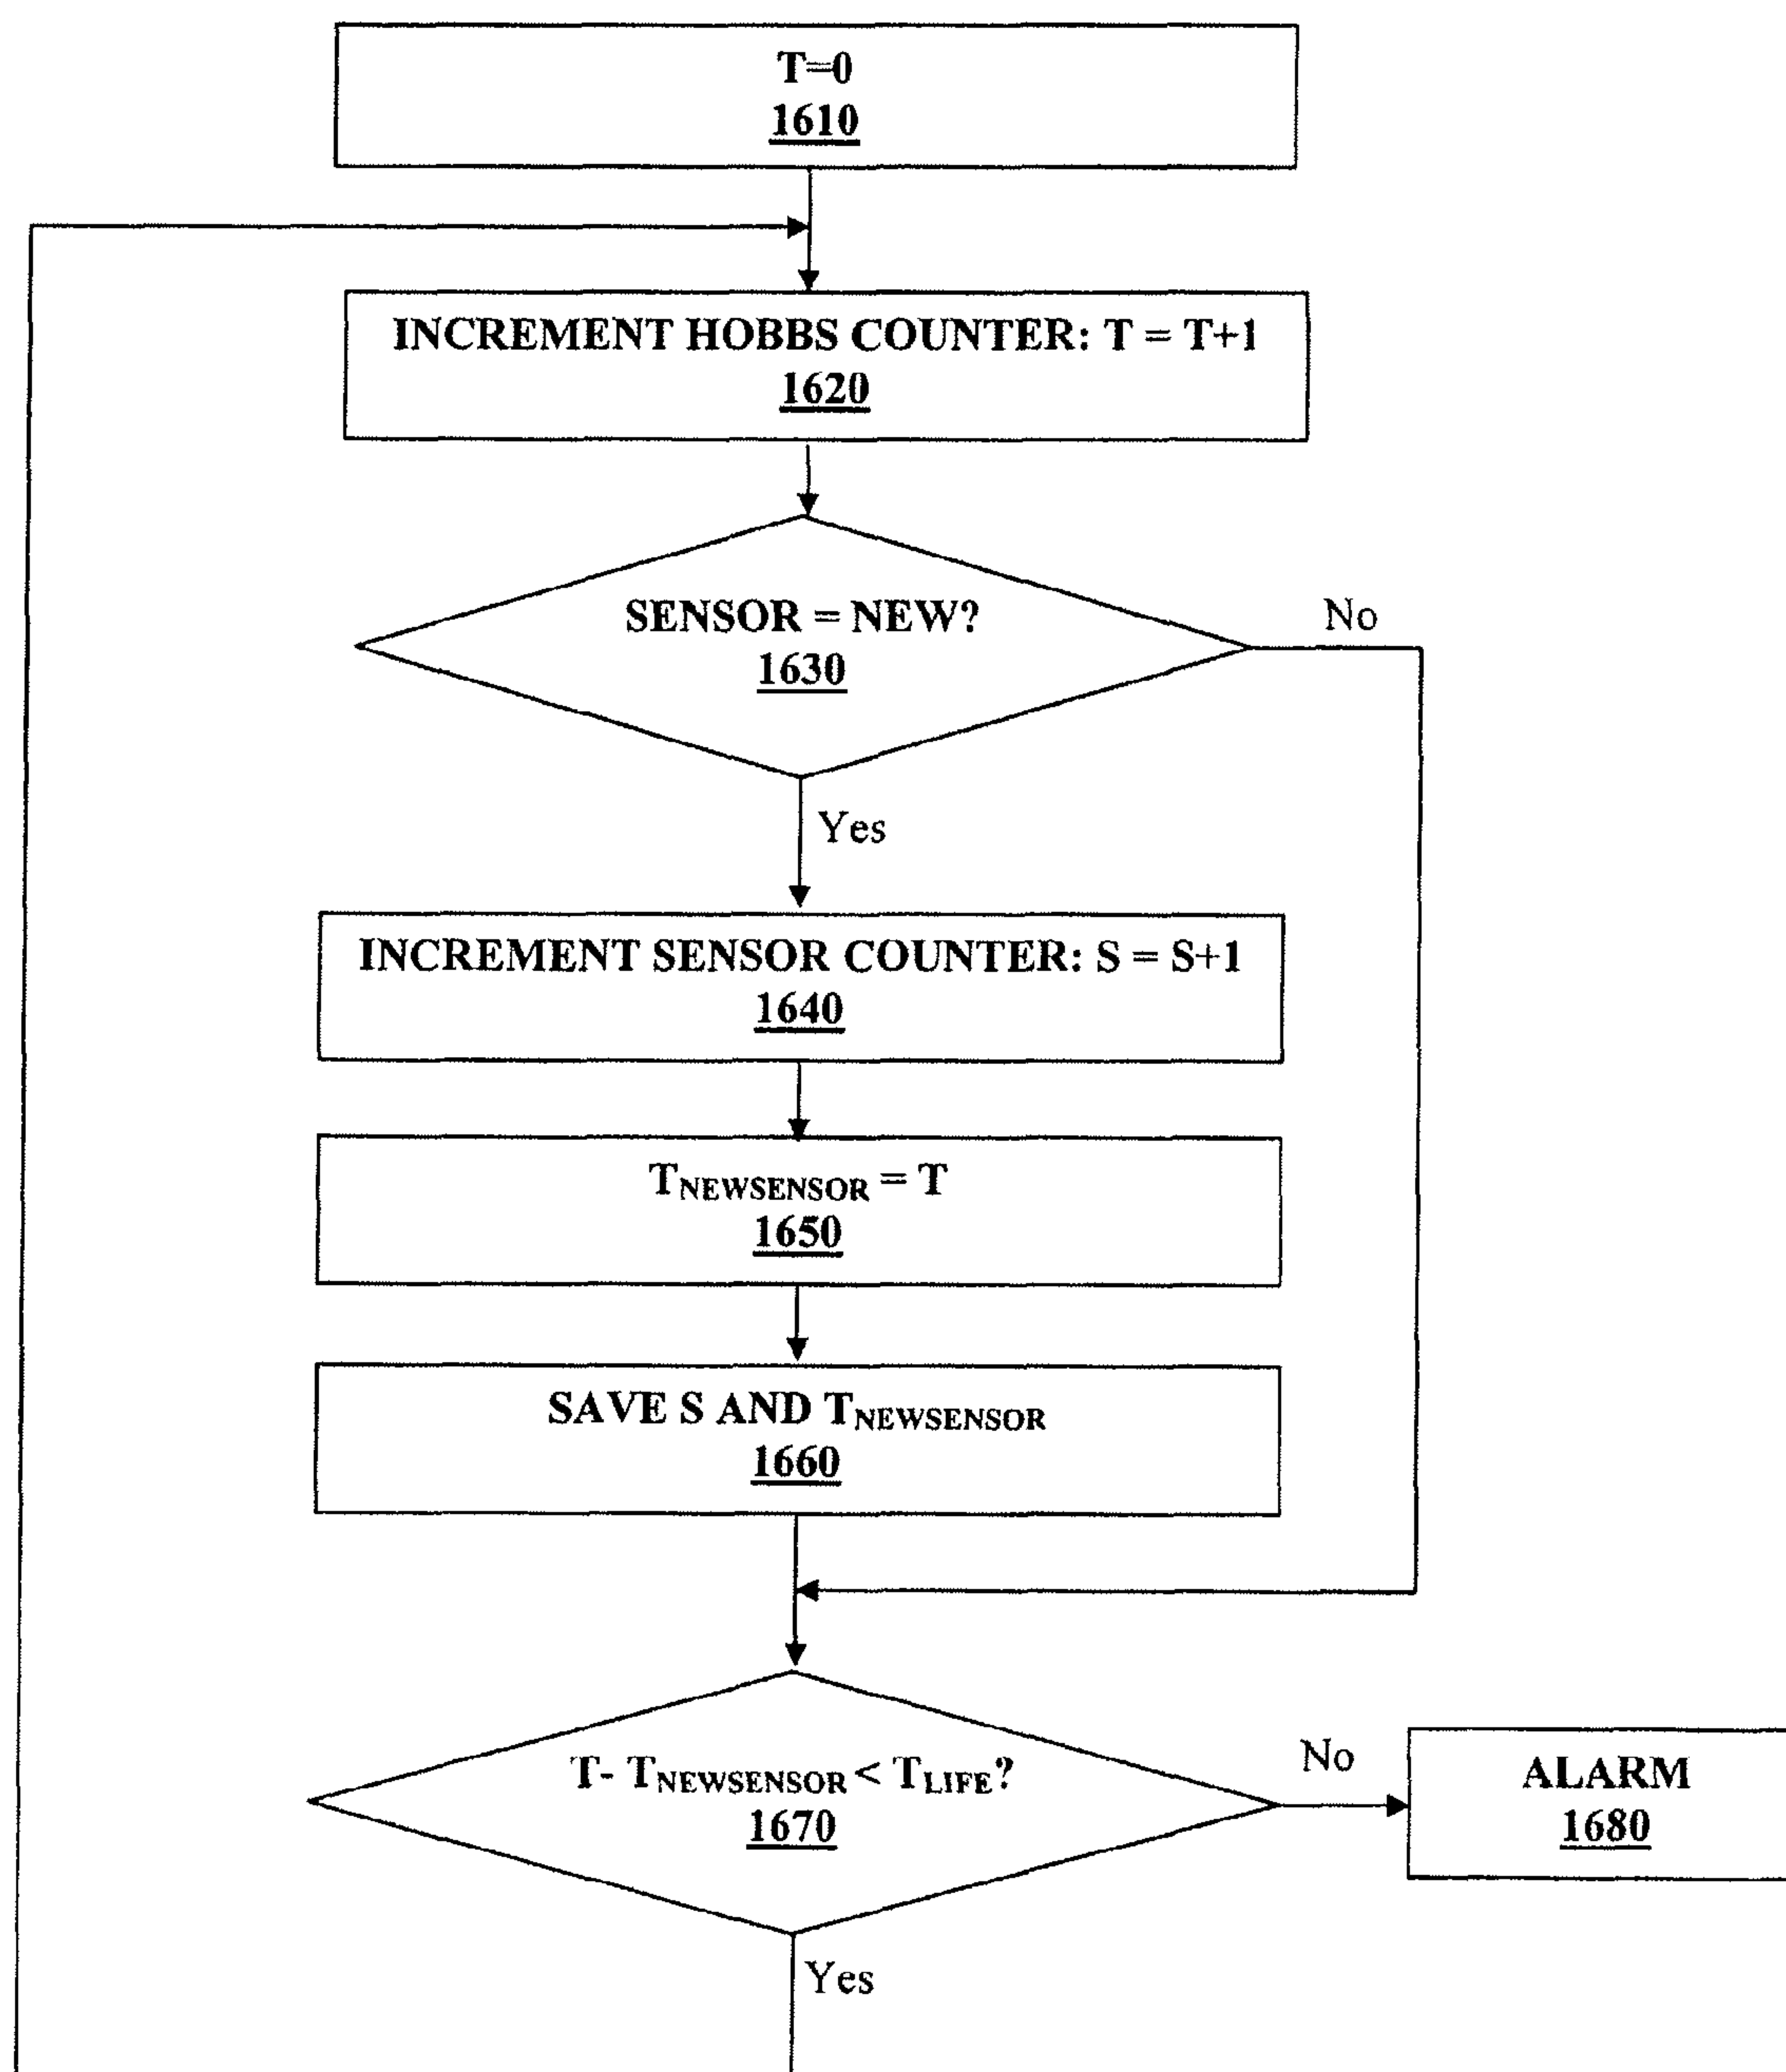 T=0
1610
INCREMENT HOBBS COUNTER: T = T+1
1620
SENSOR = NEW?
1630
No
Yes
INCREMENT SENSOR COUNTER: S = S+1
1640
TNEWSENSOR = T
1650
SAVE S AND TNEWSENSOR
1660
T- TNEWSENSOR < TLIFE?
1670
No
ALARM
1680
Yes